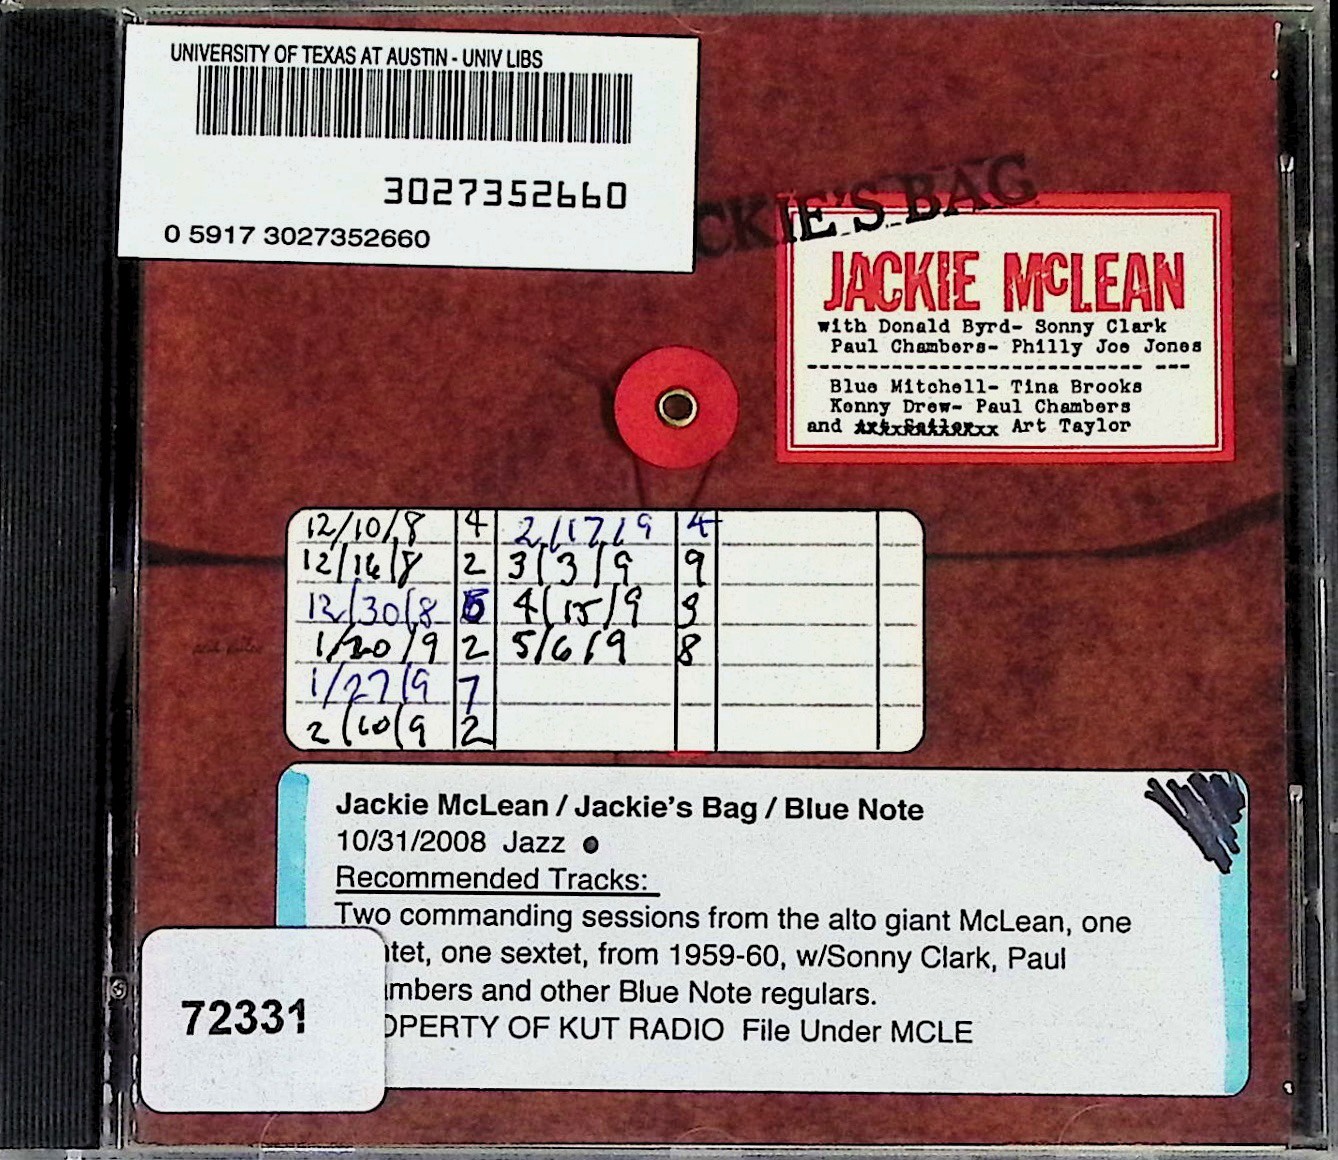 UNIVERSITY OF TEXAS AT AUSTIN - UNIV LIBS
3027352660
0 5917 3027352660
CKIE'S BAG
JACKIE McLEAN
with Donald Byrd- Sonny Clark
Paul Chambers- Philly Joe Jones
Blue Mitchell- Tina Brooks
Kenny Drew- Paul Chambers
and Art Taylor
12/10/8 4 2/17/9 4
12/16/8 2 3/3/9 9
12/30/8 4/15/9 9
1/20/9 2 5/6/9 8
1/27/9 7
2/10/9 2
Jackie McLean / Jackie's Bag / Blue Note
10/31/2008 Jazz
Recommended Tracks:
Two commanding sessions from the alto giant McLean, one
ntet, one sextet, from 1959-60, w/Sonny Clark, Paul
mbers and other Blue Note regulars.
OPERTY OF KUT RADIO File Under MCLE
72331